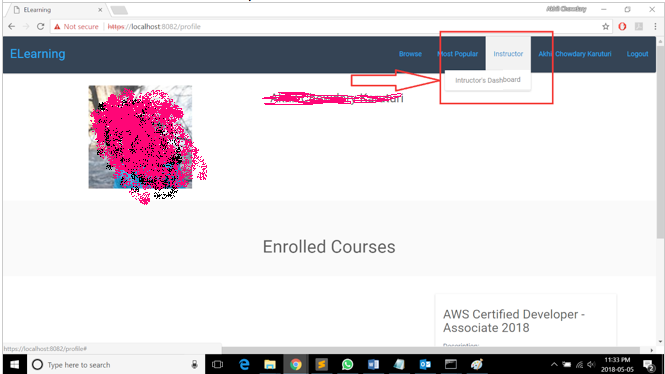 ELearning
Not secure
https://localhost:8082/profile
ELearning
Browse
Most Popular
Instructor
Akhil Chowdary Karuturi
Logout
Intructor's Dashboard
Enrolled Courses
AWS Certified Developer -
Associate 2018
Description:
https://localhost:8082/profile#
Type here to search
11:33 PM
2018-05-05
2